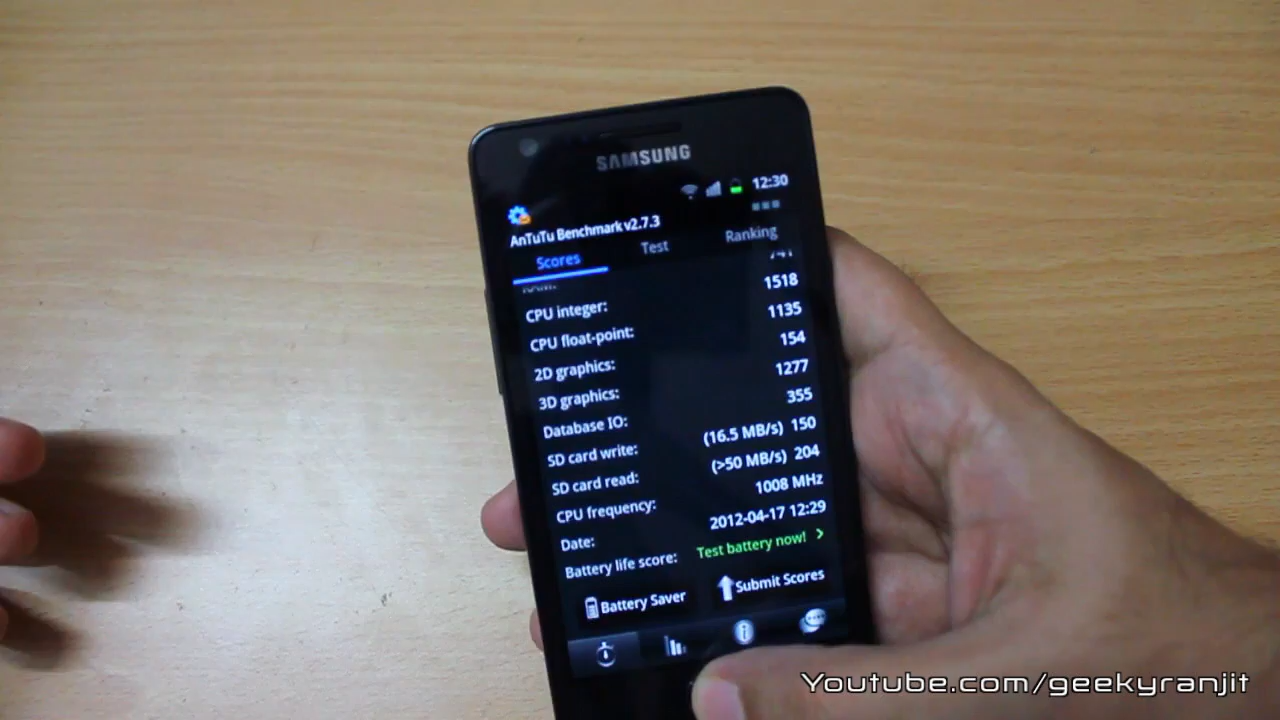 SAMSUNG
12:30
AnTuTu Benchmark v2.7.3
Scores Test Ranking
RAM: 741
CPU integer: 1518
CPU float-point: 1135
2D graphics: 154
3D graphics: 1277
Database IO: 355
SD card write: (16.5 MB/s) 150
SD card read: (>50 MB/s) 204
CPU frequency: 1008 MHz
Date: 2012-04-17 12:29
Battery life score: Test battery now! >
Battery Saver Submit Scores
Youtube.com/geekyranjit